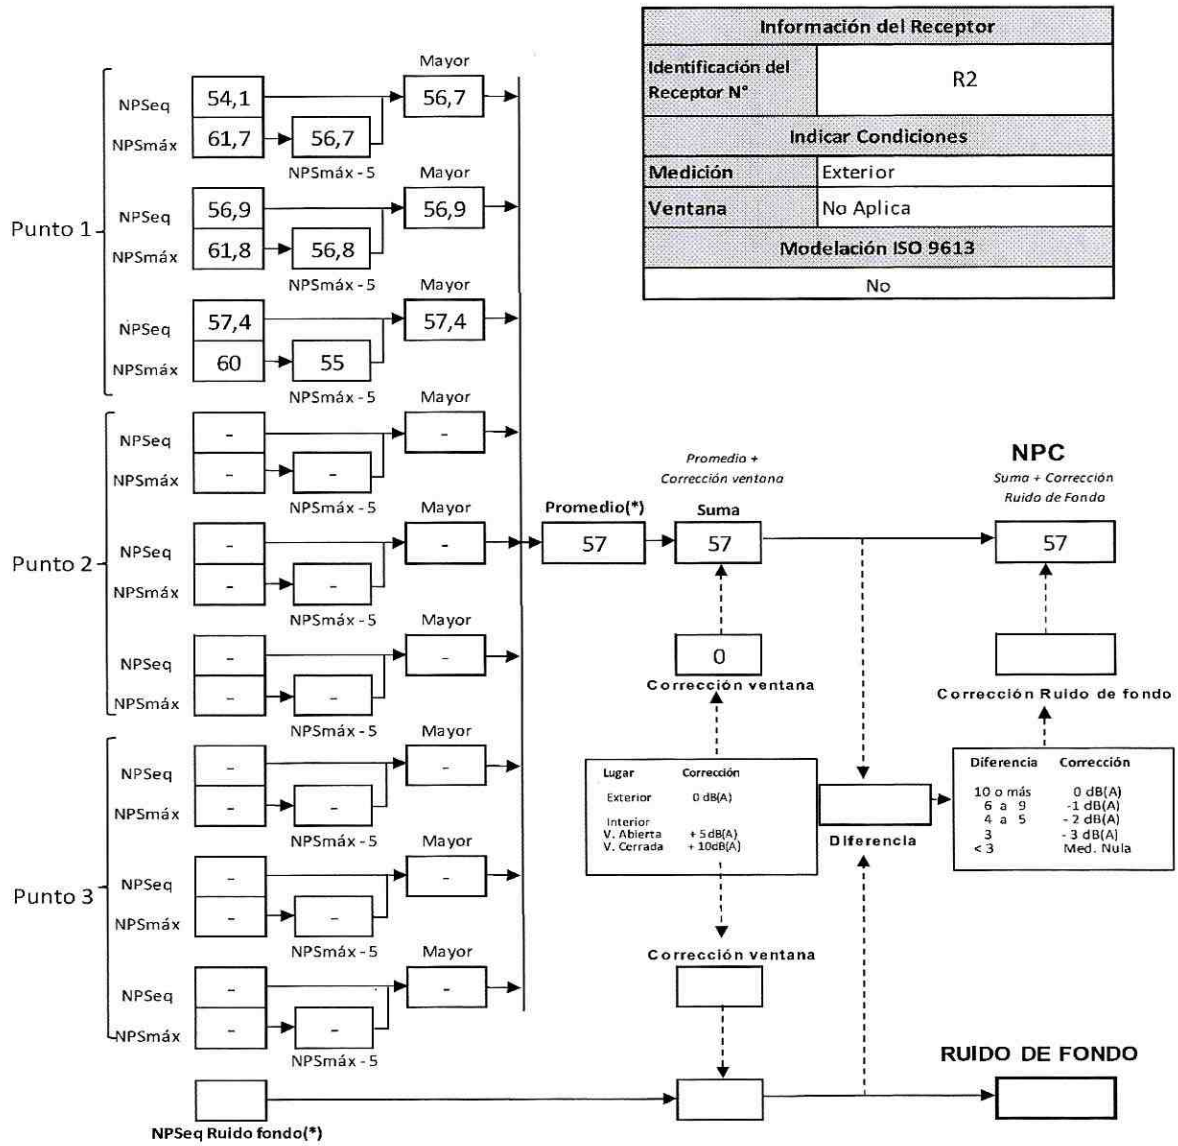 Información del Receptor
Identificación del
Receptor N°
R2
Indicar Condiciones
Medición
Exterior
Ventana
No Aplica
Modelación ISO 9613
No
Punto 1
Mayor
NPSeq
54,1
56,7
NPSmáx
61,7
56,7
NPSmáx - 5
Mayor
NPSeq
56,9
56,9
NPSmáx
61,8
56,8
NPSmáx - 5
Mayor
NPSeq
57,4
57,4
NPSmáx
60
55
NPSmáx - 5
Punto 2
Mayor
NPSeq
-
-
NPSmáx
-
-
NPSmáx - 5
Mayor
NPSeq
-
-
NPSmáx
-
-
NPSmáx - 5
Mayor
NPSeq
-
-
NPSmáx
-
-
NPSmáx - 5
Punto 3
Mayor
NPSeq
-
-
NPSmáx
-
-
NPSmáx - 5
Mayor
NPSeq
-
-
NPSmáx
-
-
NPSmáx - 5
Mayor
NPSeq
-
-
NPSmáx
-
-
NPSmáx - 5
NPSeq Ruido fondo(*)
Promedio(*)
57
Promedio +
Corrección ventana
Suma
57
0
Corrección ventana
Lugar Corrección
Exterior 0 dB(A)
Interior
V. Abierta + 5 dB(A)
V. Cerrada + 10dB(A)
Corrección ventana
Diferencia
NPC
Suma + Corrección
Ruido de Fondo
57
Corrección Ruido de fondo
Diferencia Corrección
10 o más 0 dB(A)
6 a 9 -1 dB(A)
4 a 5 - 2 dB(A)
3 - 3 dB(A)
< 3 Med. Nula
RUIDO DE FONDO